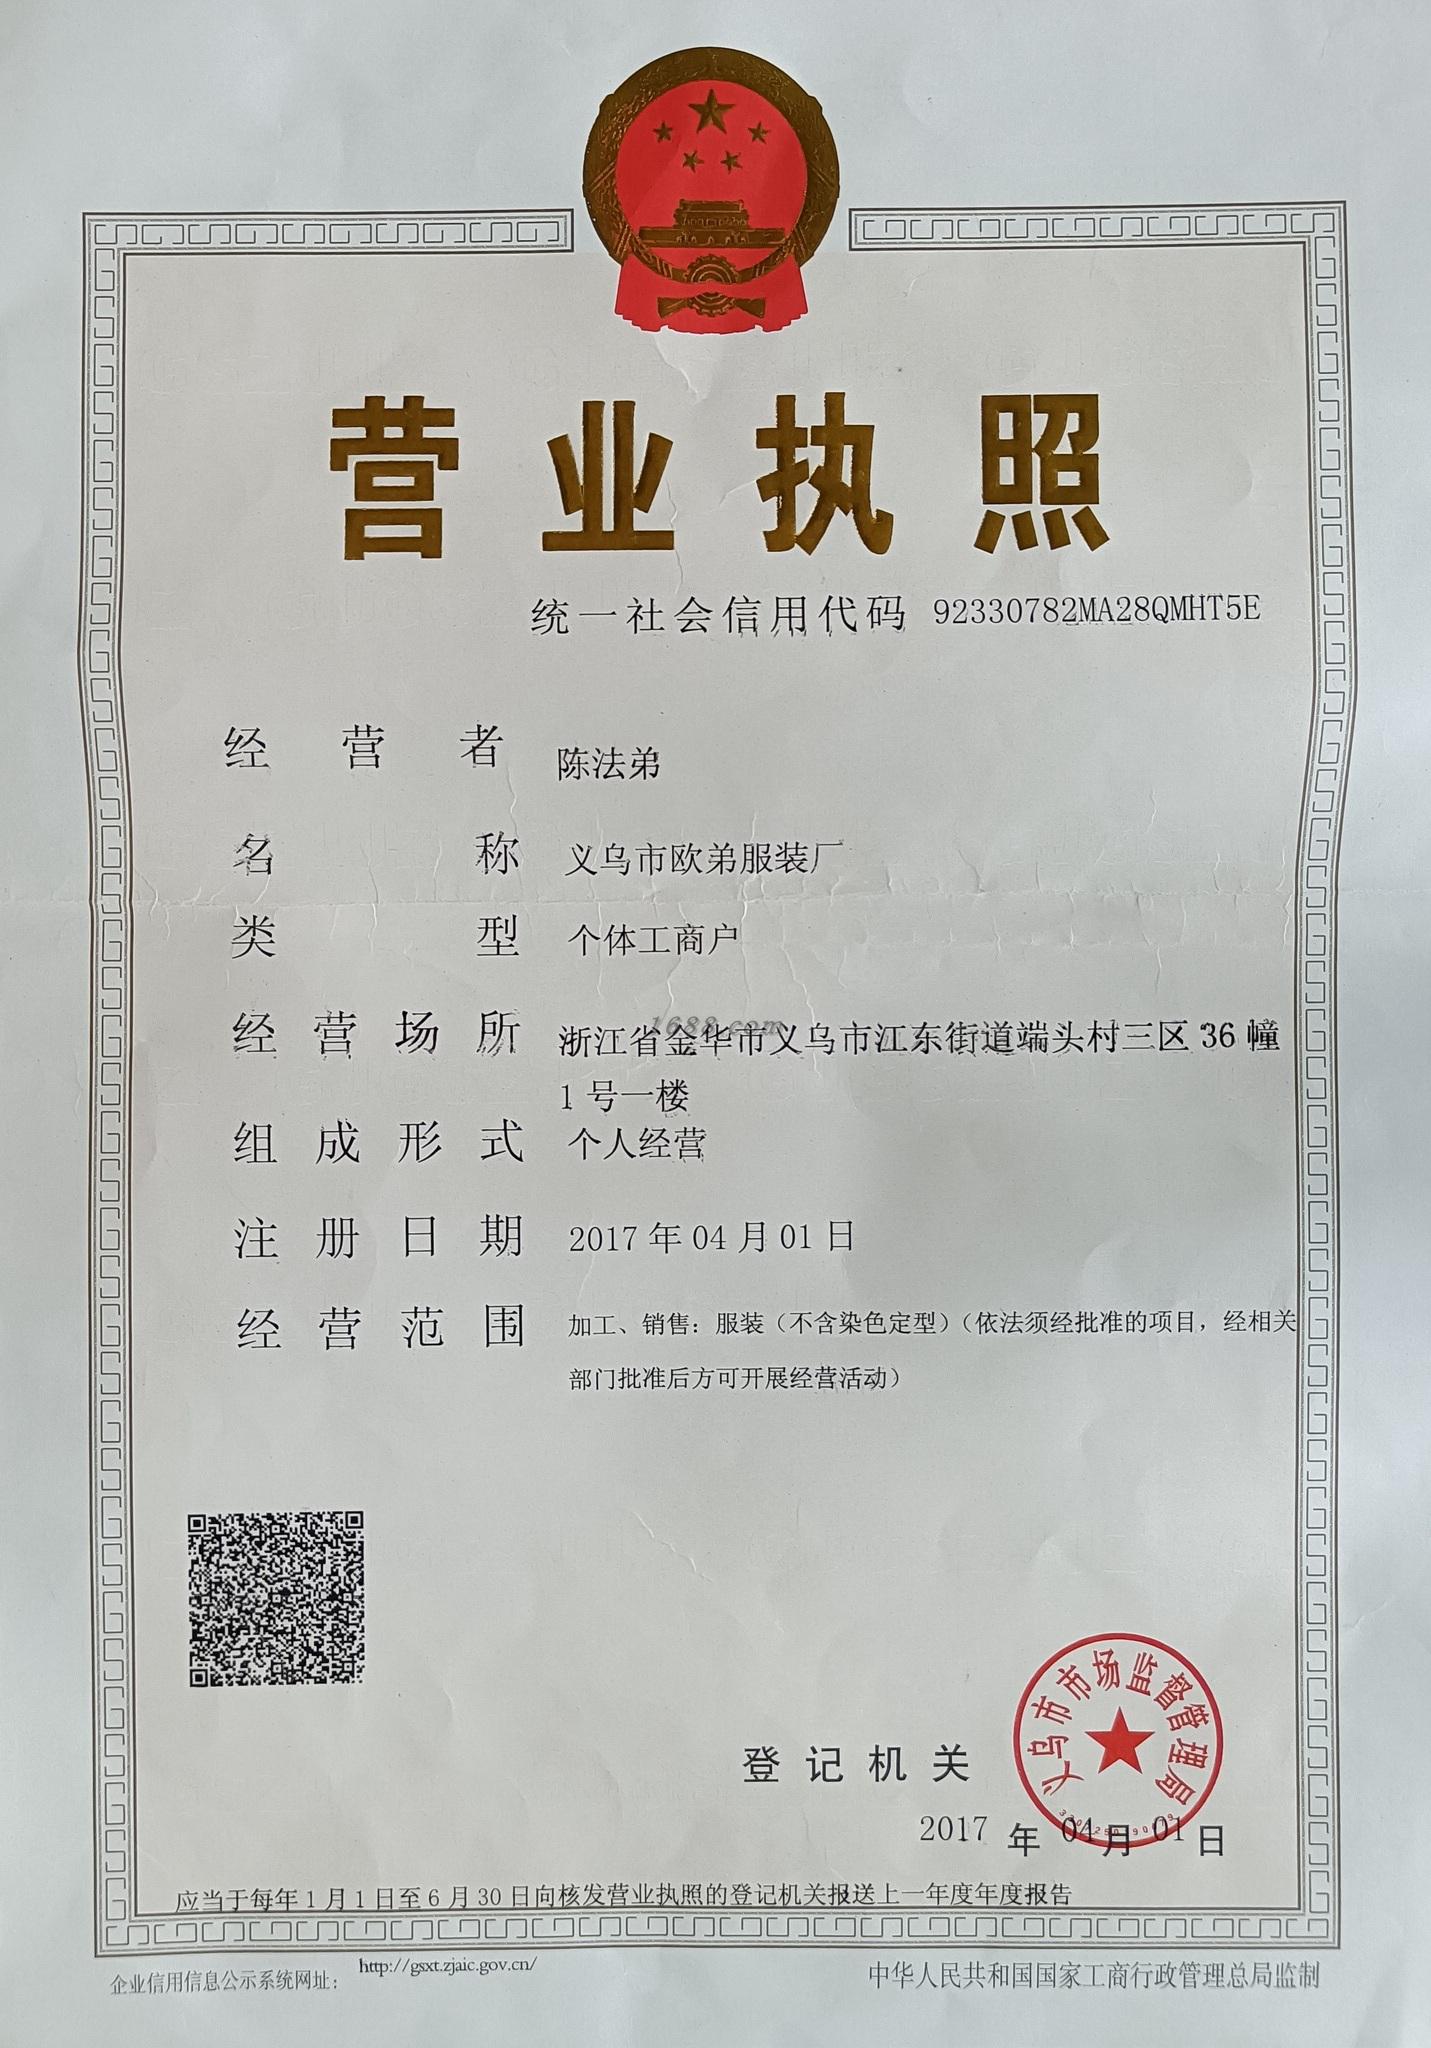 营业执照
统一社会信用代码 92330782MA28QMHT5E
经营者 陈法弟
名称 义乌市欧弟服装厂
类型 个体工商户
1688.com
经营场所 浙江省金华市义乌市江东街道端头村三区36幢
1号一楼
组成形式 个人经营
注册日期 2017年04月01日
经营范围 加工、销售：服装（不含染色定型）（依法须经批准的项目，经相关
部门批准后方可开展经营活动）
义乌市市场监督管理局
登记机关
2017年04月01日
应当于每年1月1日至6月30日向核发营业执照的登记机关报送上一年度年度报告
企业信用信息公示系统网址： http://gsxt.zjaic.gov.cn/
中华人民共和国国家工商行政管理总局监制